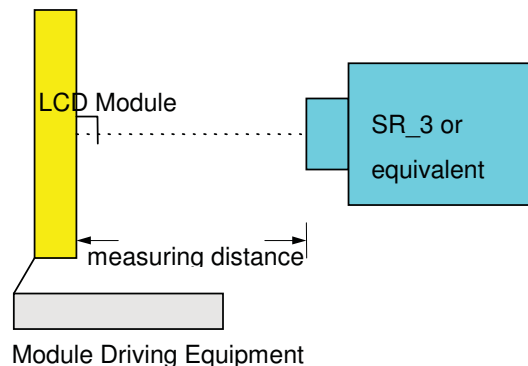 LCD Module
SR_3 or
equivalent
measuring distance
Module Driving Equipment